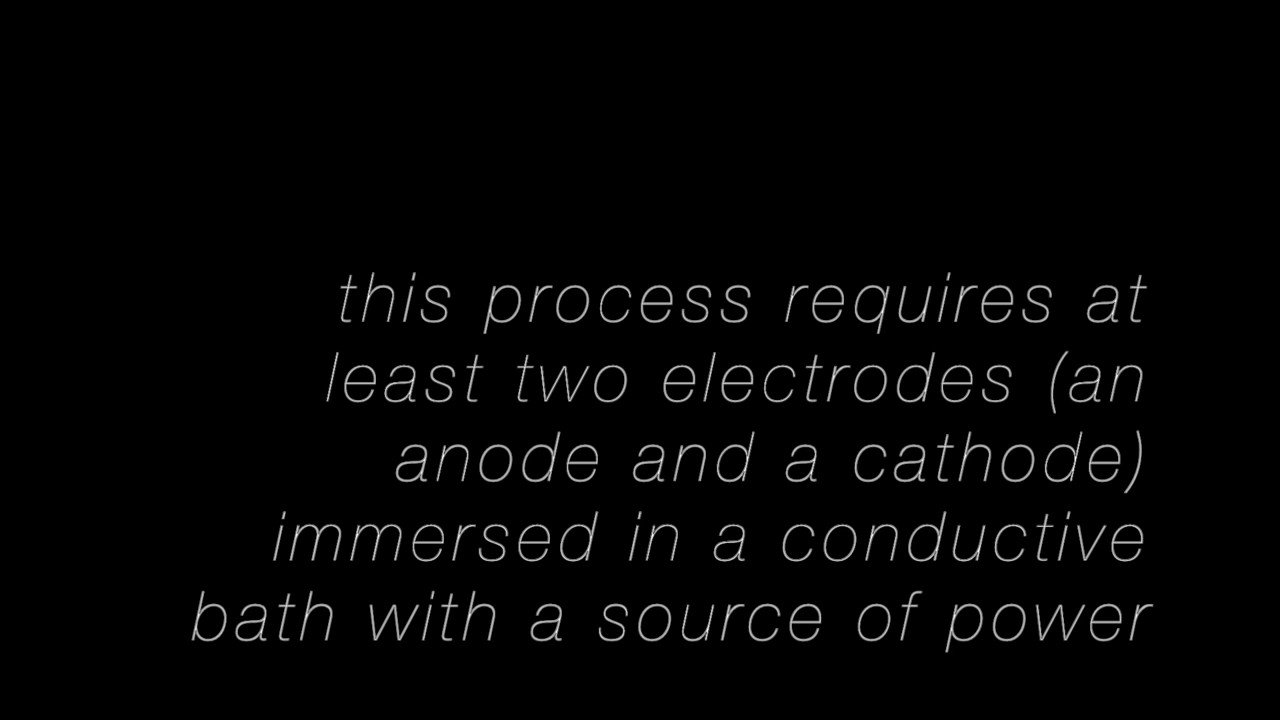 this process requires at
least two electrodes (an
anode and a cathode)
immersed in a conductive
bath with a source of power